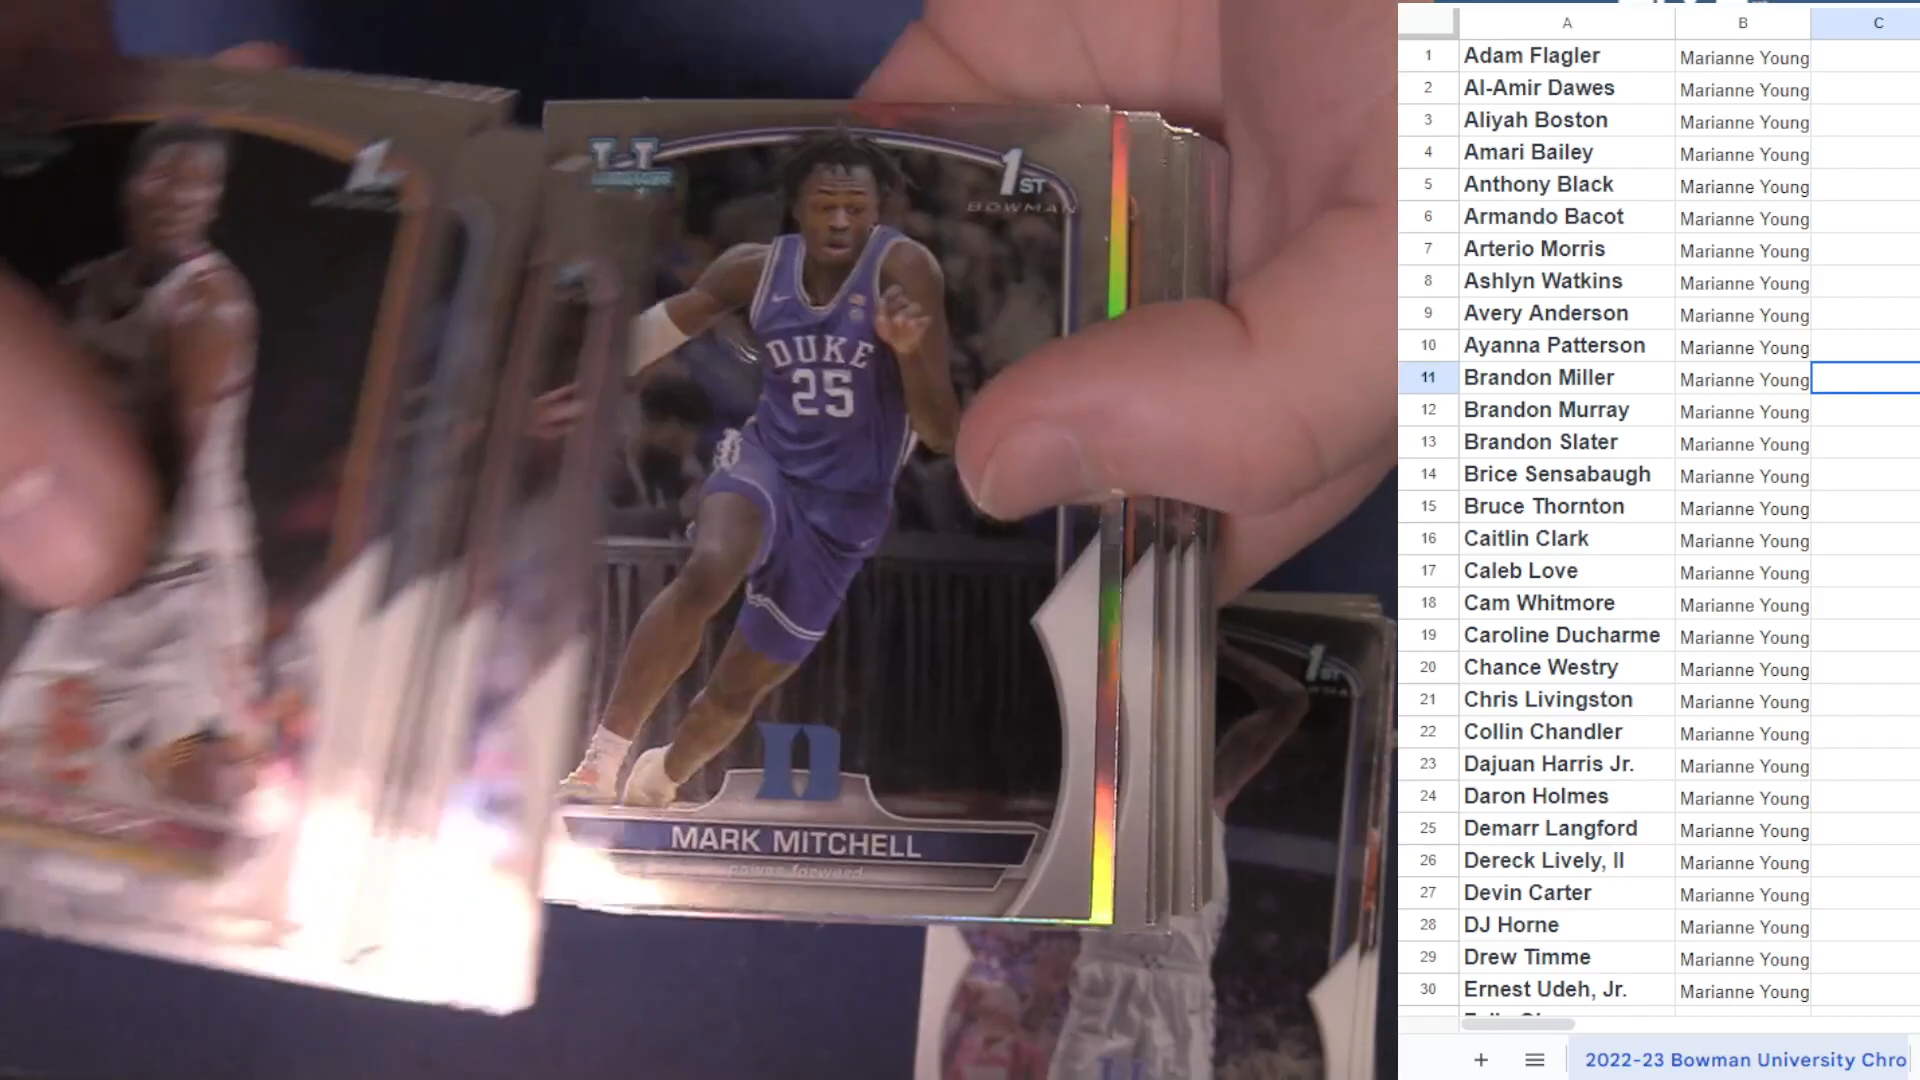 1
ST
BOWMAN
DUKE
25
MARK MITCHELL
power forward
1
1
ST
A B C
1 Adam Flagler Marianne Young
2 Al-Amir Dawes Marianne Young
3 Aliyah Boston Marianne Young
4 Amari Bailey Marianne Young
5 Anthony Black Marianne Young
6 Armando Bacot Marianne Young
7 Arterio Morris Marianne Young
8 Ashlyn Watkins Marianne Young
9 Avery Anderson Marianne Young
10 Ayanna Patterson Marianne Young
11 Brandon Miller Marianne Young
12 Brandon Murray Marianne Young
13 Brandon Slater Marianne Young
14 Brice Sensabaugh Marianne Young
15 Bruce Thornton Marianne Young
16 Caitlin Clark Marianne Young
17 Caleb Love Marianne Young
18 Cam Whitmore Marianne Young
19 Caroline Ducharme Marianne Young
20 Chance Westry Marianne Young
21 Chris Livingston Marianne Young
22 Collin Chandler Marianne Young
23 Dajuan Harris Jr. Marianne Young
24 Daron Holmes Marianne Young
25 Demarr Langford Marianne Young
26 Dereck Lively, II Marianne Young
27 Devin Carter Marianne Young
28 DJ Horne Marianne Young
29 Drew Timme Marianne Young
30 Ernest Udeh, Jr. Marianne Young
2022-23 Bowman University Chro